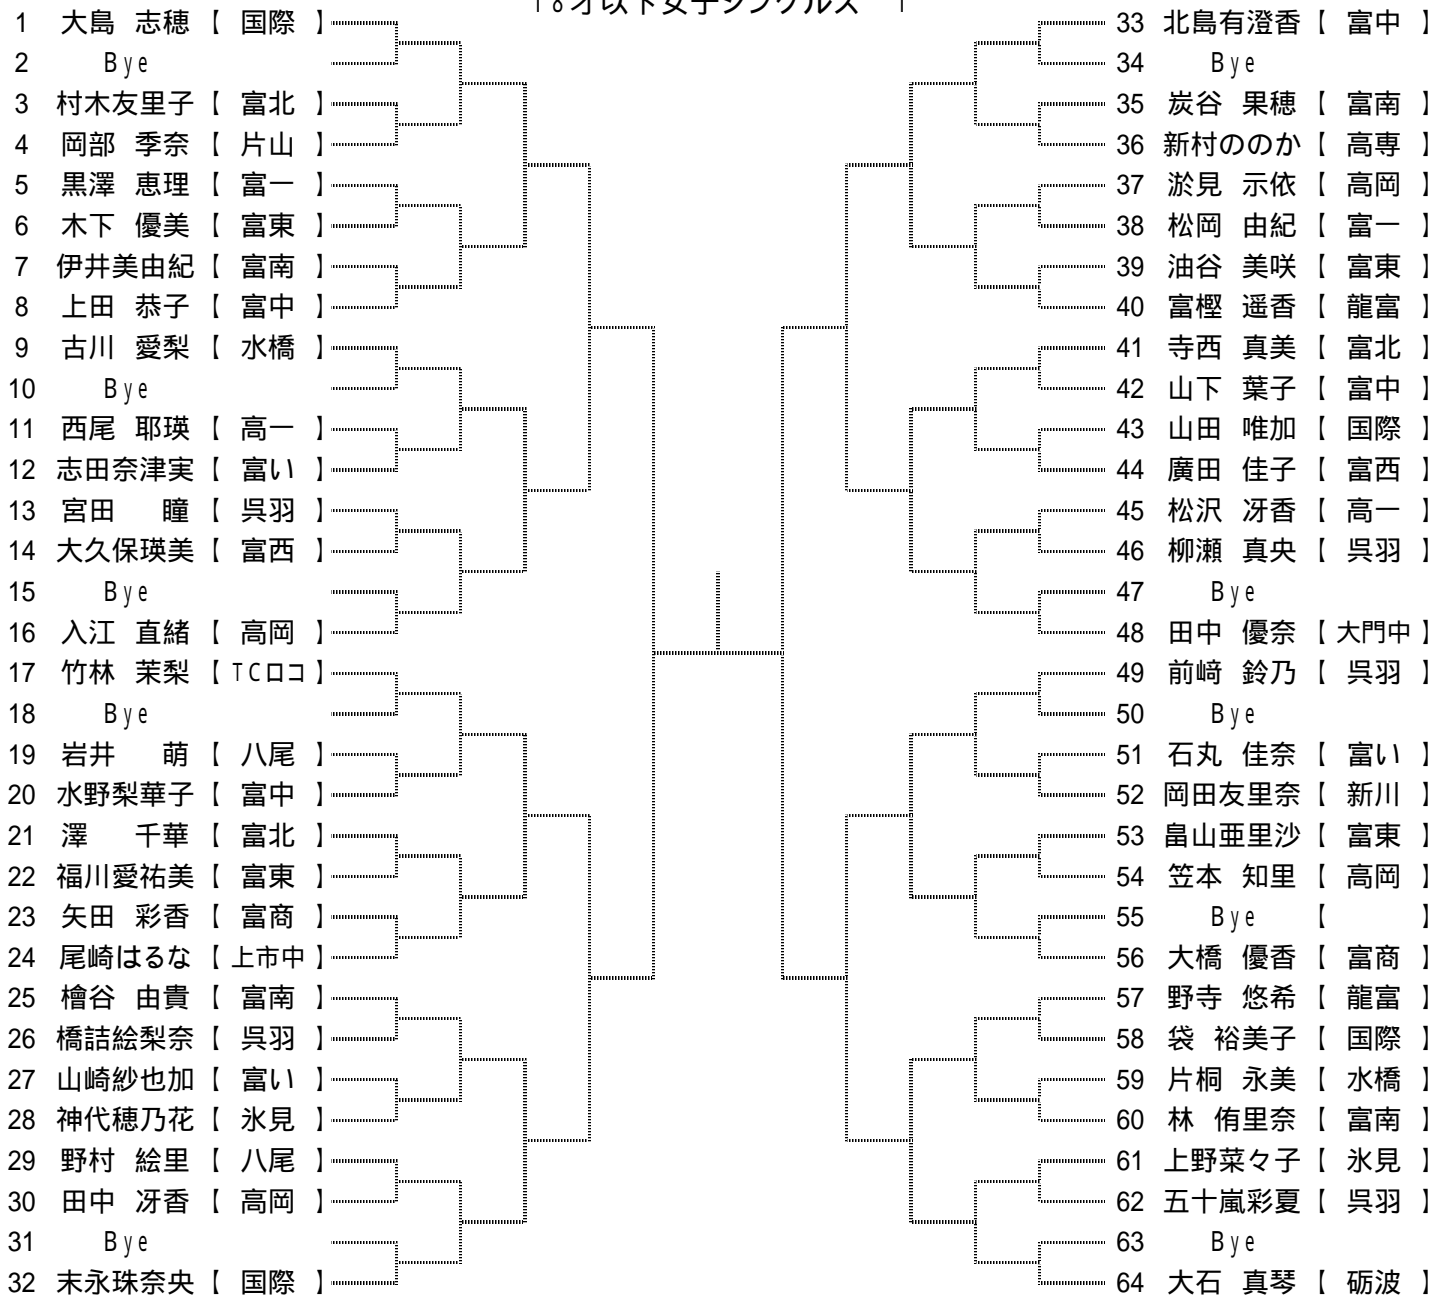 18才以下女子シングルス 1
1 大島 志穂 【 国際 】
2 Bye
3 村木友里子 【 富北 】
4 岡部 季奈 【 片山 】
5 黒澤 恵理 【 富一 】
6 木下 優美 【 富東 】
7 伊井美由紀 【 富南 】
8 上田 恭子 【 富中 】
9 古川 愛梨 【 水橋 】
10 Bye
11 西尾 耶瑛 【 高一 】
12 志田奈津実 【 富い 】
13 宮田 瞳 【 呉羽 】
14 大久保瑛美 【 富西 】
15 Bye
16 入江 直緒 【 高岡 】
17 竹林 茉梨 【 TCロコ 】
18 Bye
19 岩井 萌 【 八尾 】
20 水野梨華子 【 富中 】
21 澤 千華 【 富北 】
22 福川愛祐美 【 富東 】
23 矢田 彩香 【 富商 】
24 尾崎はるな 【 上市中 】
25 檜谷 由貴 【 富南 】
26 橋詰絵梨奈 【 呉羽 】
27 山崎紗也加 【 富い 】
28 神代穂乃花 【 氷見 】
29 野村 絵里 【 八尾 】
30 田中 冴香 【 高岡 】
31 Bye
32 末永珠奈央 【 国際 】
33 北島有澄香 【 富中 】
34 Bye
35 炭谷 果穂 【 富南 】
36 新村ののか 【 高専 】
37 淤見 示依 【 高岡 】
38 松岡 由紀 【 富一 】
39 油谷 美咲 【 富東 】
40 富樫 遥香 【 龍富 】
41 寺西 真美 【 富北 】
42 山下 葉子 【 富中 】
43 山田 唯加 【 国際 】
44 廣田 佳子 【 富西 】
45 松沢 冴香 【 高一 】
46 柳瀬 真央 【 呉羽 】
47 Bye
48 田中 優奈 【 大門中 】
49 前﨑 鈴乃 【 呉羽 】
50 Bye
51 石丸 佳奈 【 富い 】
52 岡田友里奈 【 新川 】
53 畠山亜里沙 【 富東 】
54 笠本 知里 【 高岡 】
55 Bye 【 】
56 大橋 優香 【 富商 】
57 野寺 悠希 【 龍富 】
58 袋 裕美子 【 国際 】
59 片桐 永美 【 水橋 】
60 林 侑里奈 【 富南 】
61 上野菜々子 【 氷見 】
62 五十嵐彩夏 【 呉羽 】
63 Bye
64 大石 真琴 【 砺波 】